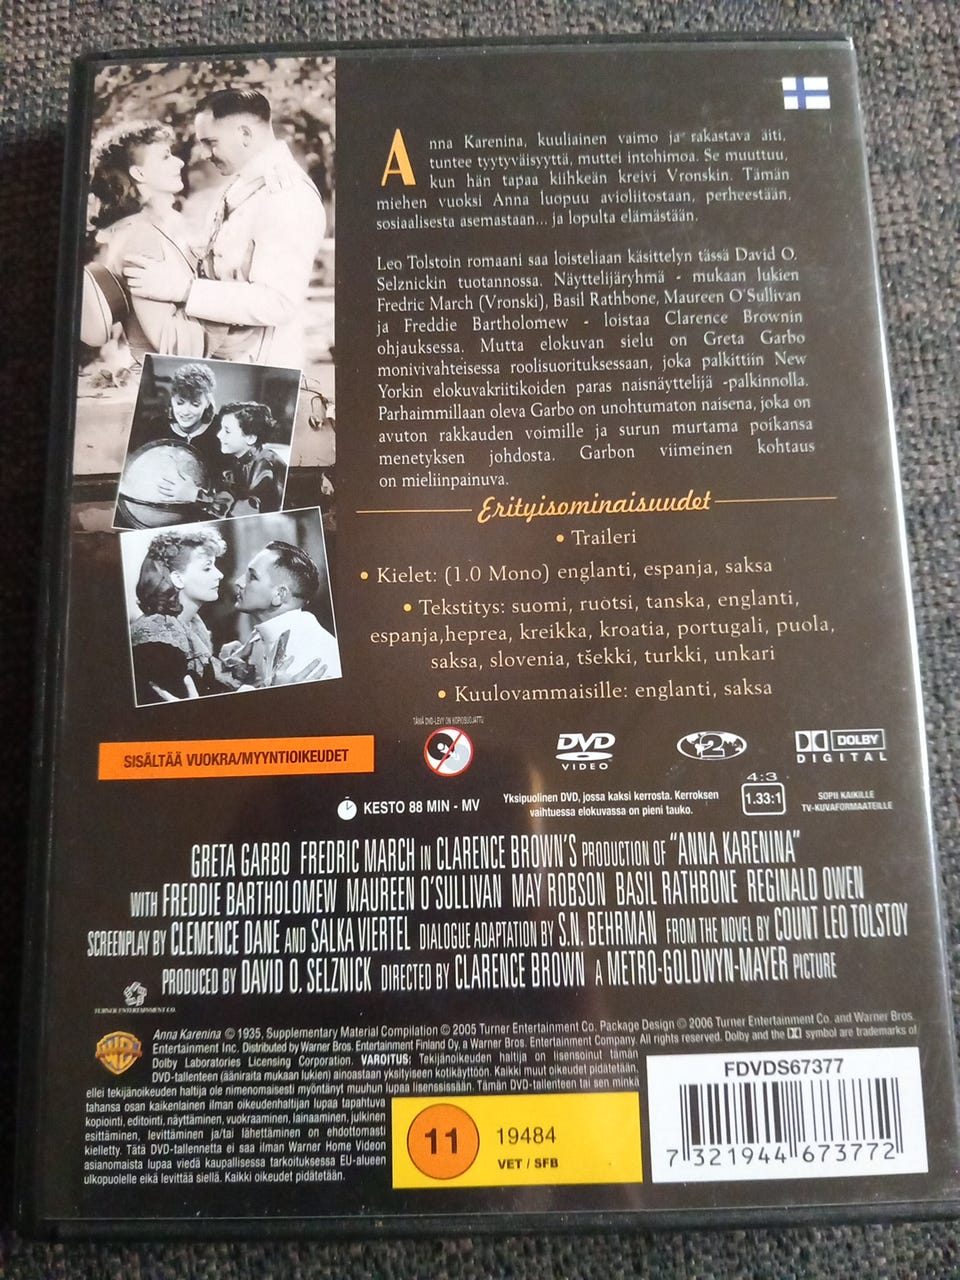 Anna Karenina, kuuliainen vaimo ja rakastava äiti,
tuntee tyytyväisyyttä, muttei intohimoa. Se muuttuu,
kun hän tapaa kiihkeän kreivi Vronskin. Tämän
miehen vuoksi Anna luopuu avioliitostaan, perheestään,
sosiaalisesta asemastaan... ja lopulta elämästään.
Leo Tolstoin romaani saa loisteliaan käsittelyn tässä David O.
Selznickin tuotannossa. Näyttelijäryhmä - mukaan lukien
Fredric March (Vronski), Basil Rathbone, Maureen O'Sullivan
ja Freddie Bartholomew - loistaa Clarence Brownin
ohjauksessa. Mutta elokuvan sielu on Greta Garbo
monivivahteisessa roolisuorituksessaan, joka palkittiin New
Yorkin elokuvakriitikoiden paras naisnäyttelijä -palkinnolla.
Parhaimmillaan oleva Garbo on unohtumaton naisena, joka on
avuton rakkauden voimille ja surun murtama poikansa
menetyksen johdosta. Garbon viimeinen kohtaus
on mieliinpainuva.
Erityisominaisuudet
• Traileri
• Kielet: (1.0 Mono) englanti, espanja, saksa
• Tekstitys: suomi, ruotsi, tanska, englanti,
espanja,heprea, kreikka, kroatia, portugali, puola,
saksa, slovenia, tšekki, turkki, unkari
• Kuulovammaisille: englanti, saksa
TÄMÄ DVD-LEVY ON KOPIOSUOJATTU
SISÄLTÄÄ VUOKRA/MYYNTIOIKEUDET
DVD
VIDEO
2
DOLBY
DIGITAL
KESTO 88 MIN - MV
Yksipuolinen DVD, jossa kaksi kerrosta. Kerroksen
vaihtuessa elokuvassa on pieni tauko.
4:3
1.33:1
SOPII KAIKILLE
TV-KUVAFORMAATEILLE
GRETA GARBO FREDRIC MARCH IN CLARENCE BROWN'S PRODUCTION OF "ANNA KARENINA"
WITH FREDDIE BARTHOLOMEW MAUREEN O'SULLIVAN MAY ROBSON BASIL RATHBONE REGINALD OWEN
SCREENPLAY BY CLEMENCE DANE AND SALKA VIERTEL DIALOGUE ADAPTATION BY S.N. BEHRMAN FROM THE NOVEL BY COUNT LEO TOLSTOY
PRODUCED BY DAVID O. SELZNICK DIRECTED BY CLARENCE BROWN A METRO-GOLDWYN-MAYER PICTURE
TURNER ENTERTAINMENT CO.
WB
Anna Karenina © 1935, Supplementary Material Compilation © 2005 Turner Entertainment Co. Package Design © 2006 Turner Entertainment Co. and Warner Bros.
Entertainment Inc. Distributed by Warner Bros. Entertainment Finland Oy, a Warner Bros. Entertainment Company. All rights reserved. Dolby and the DD symbol are trademarks of
Dolby Laboratories Licensing Corporation. VAROITUS: Tekijänoikeuden haltija on lisensoinut tämän
DVD-tallenteen (ääniraita mukaan lukien) ainoastaan yksityiseen kotikäyttöön. Kaikki muut oikeudet pidätetään,
ellei tekijänoikeuden haltija ole nimenomaisesti myöntänyt muuhun lupaa lisenssissään. Tämän DVD-tallenteen tai sen minkä
tahansa osan kaikenlainen ilman oikeudenhaltijan lupaa tapahtuva
kopiointi, editointi, näyttäminen, vuokraaminen, lainaaminen, julkinen
esittäminen, levittäminen ja/tai lähettäminen on ehdottomasti
kielletty. Tätä DVD-tallennetta ei saa ilman Warner Home Videon
asianomaista lupaa viedä kaupallisessa tarkoituksessa EU-alueen
ulkopuolelle eikä levittää siellä. Kaikki oikeudet pidätetään.
11
19484
VET / SFB
FDVDS67377
7 321944 673772